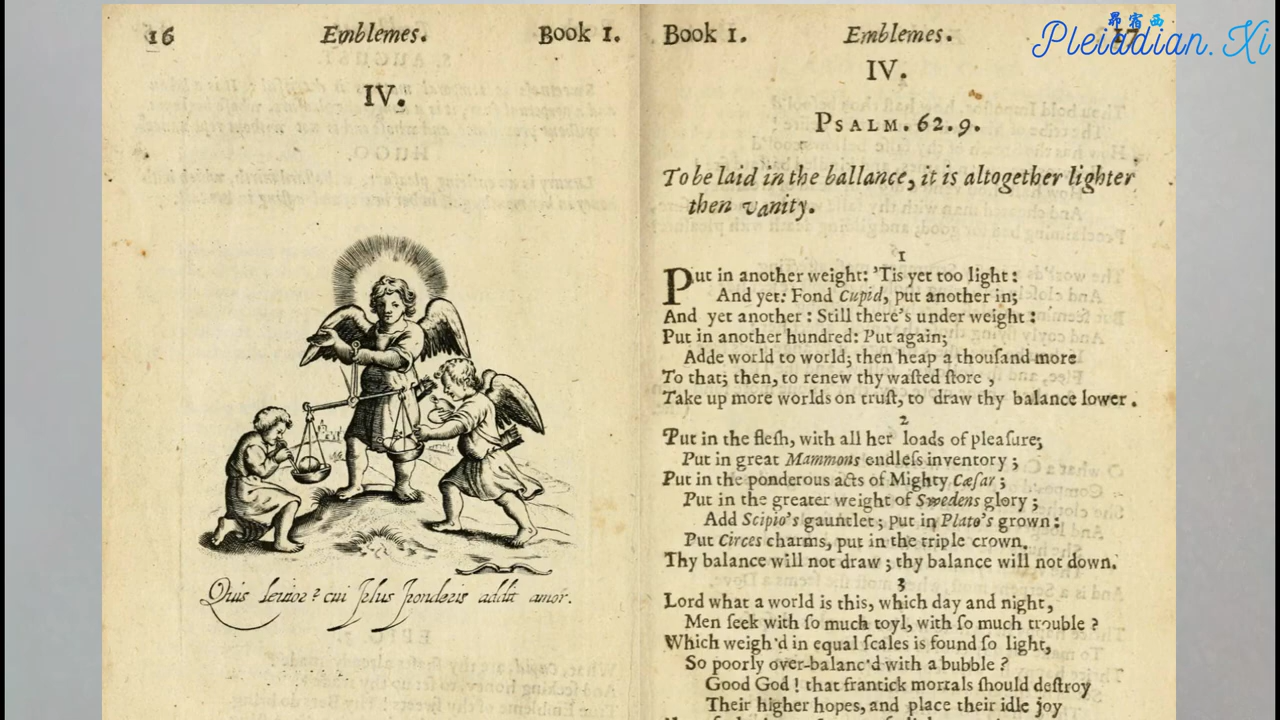 16 Emblemes. Book 1.
IV.
Quis levior? cui plus ponderis addit amor.
Book 1. Emblemes. 17
昴宿西
Pleiadian.Xi
IV.
PSALM. 62. 9.
To be laid in the ballance, it is altogether lighter
then vanity.
1
Put in another weight: 'Tis yet too light:
And yet: Fond Cupid, put another in;
And yet another: Still there's under weight:
Put in another hundred: Put again;
Adde world to world; then heap a thouſand more
To that; then, to renew thy waſted ſtore,
Take up more worlds on truſt, to draw thy balance lower.
2
Put in the fleſh, with all her loads of pleaſure;
Put in great Mammons endleſs inventory;
Put in the ponderous acts of Mighty Cæſar;
Put in the greater weight of Swedens glory;
Add Scipio's gauntlet; put in Plato's grown:
Put Circes charms, put in the triple crown,
Thy balance will not draw; thy balance will not down.
3
Lord what a world is this, which day and night,
Men ſeek with ſo much toyl, with ſo much trouble?
Which weigh'd in equal ſcales is found ſo light,
So poorly over-balanc'd with a bubble?
Good God! that frantick mortals ſhould deſtroy
Their higher hopes, and place their idle joy